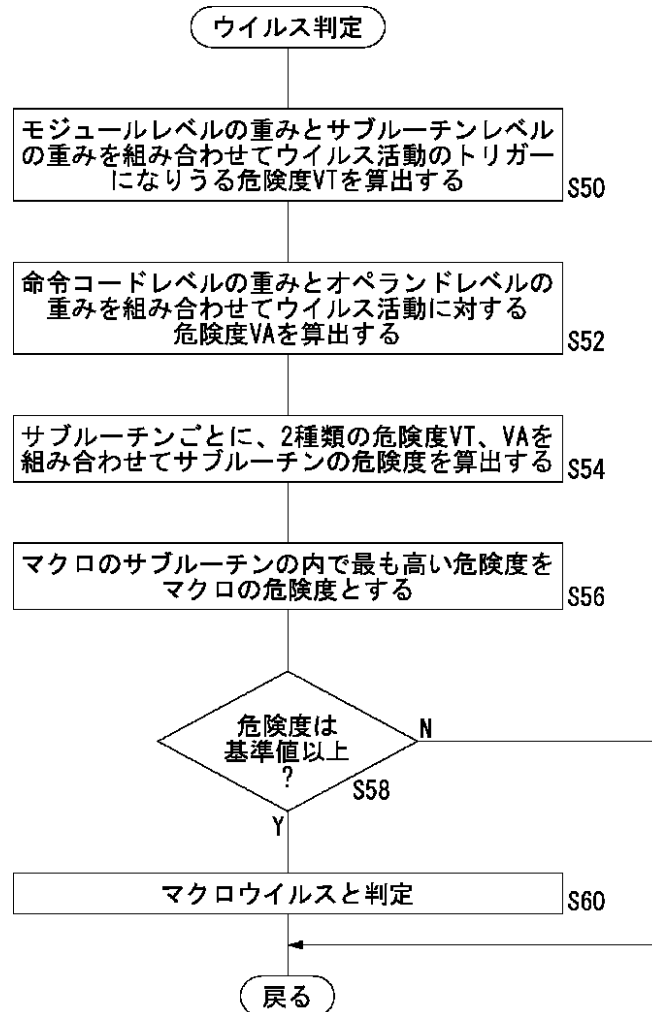 ウイルス判定
モジュールレベルの重みとサブルーチンレベル
の重みを組み合わせてウイルス活動のトリガー
になりうる危険度VTを算出する
S50
命令コードレベルの重みとオペランドレベルの
重みを組み合わせてウイルス活動に対する
危険度VAを算出する
S52
サブルーチンごとに、2種類の危険度VT、VAを
組み合わせてサブルーチンの危険度を算出する
S54
マクロのサブルーチンの内で最も高い危険度を
マクロの危険度とする
S56
危険度は
基準値以上
?
N
S58
Y
マクロウイルスと判定
S60
戻る